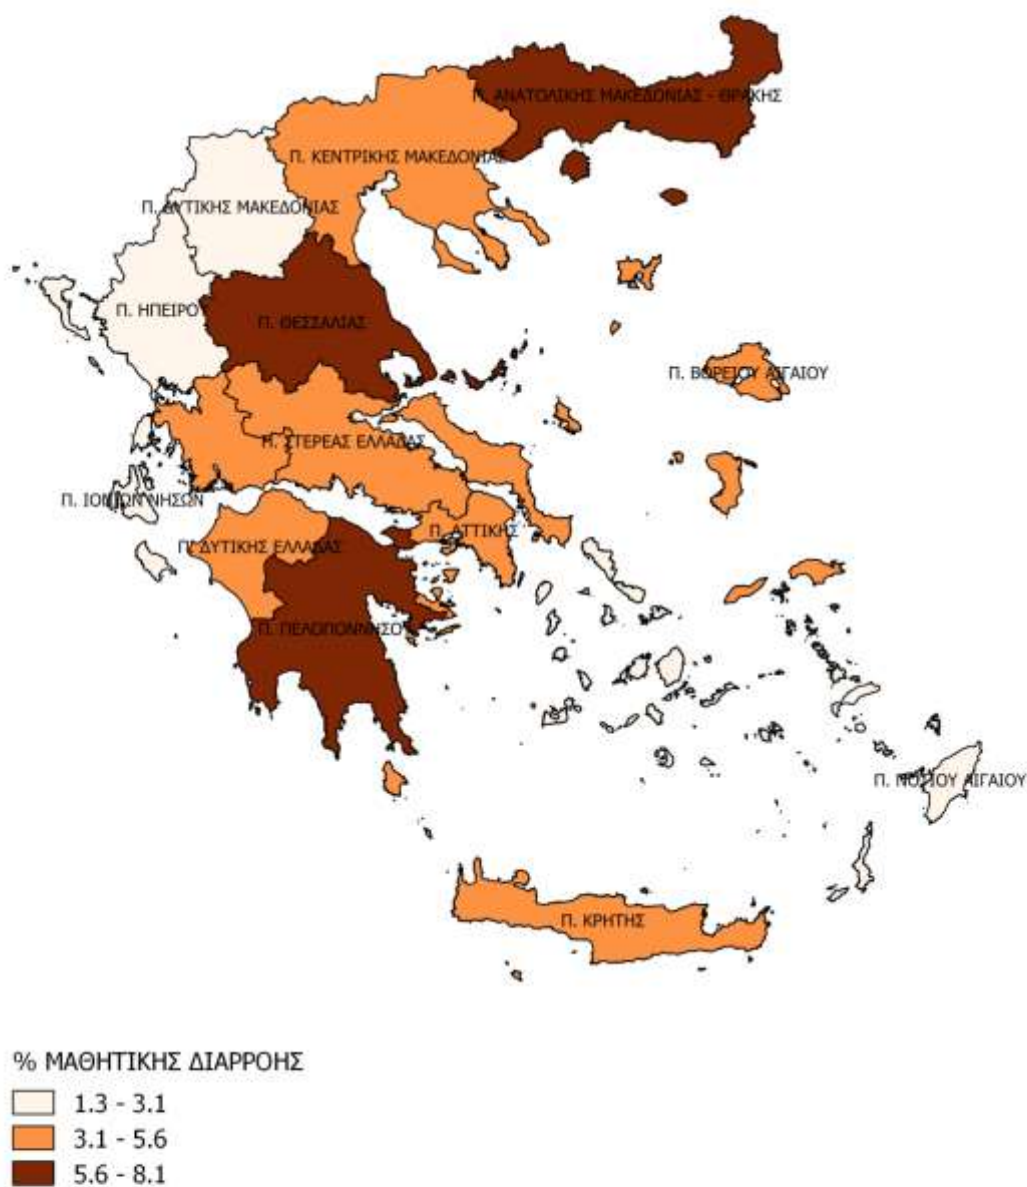 Π. ΑΝΑΤΟΛΙΚΗΣ ΜΑΚΕΔΟΝΙΑΣ - ΘΡΑΚΗΣ
Π. ΚΕΝΤΡΙΚΗΣ ΜΑΚΕΔΟΝΙΑΣ
Π. ΔΥΤΙΚΗΣ ΜΑΚΕΔΟΝΙΑΣ
Π. ΗΠΕΙΡΟΥ
Π. ΘΕΣΣΑΛΙΑΣ
Π. ΒΟΡΕΙΟΥ ΑΙΓΑΙΟΥ
Π. ΣΤΕΡΕΑΣ ΕΛΛΑΔΑΣ
Π. ΙΟΝΙΩΝ ΝΗΣΩΝ
Π. ΑΤΤΙΚΗΣ
Π. ΔΥΤΙΚΗΣ ΕΛΛΑΔΑΣ
Π. ΠΕΛΟΠΟΝΝΗΣΟΥ
Π. ΝΟΤΙΟΥ ΑΙΓΑΙΟΥ
Π. ΚΡΗΤΗΣ
% ΜΑΘΗΤΙΚΗΣ ΔΙΑΡΡΟΗΣ
1.3 - 3.1
3.1 - 5.6
5.6 - 8.1